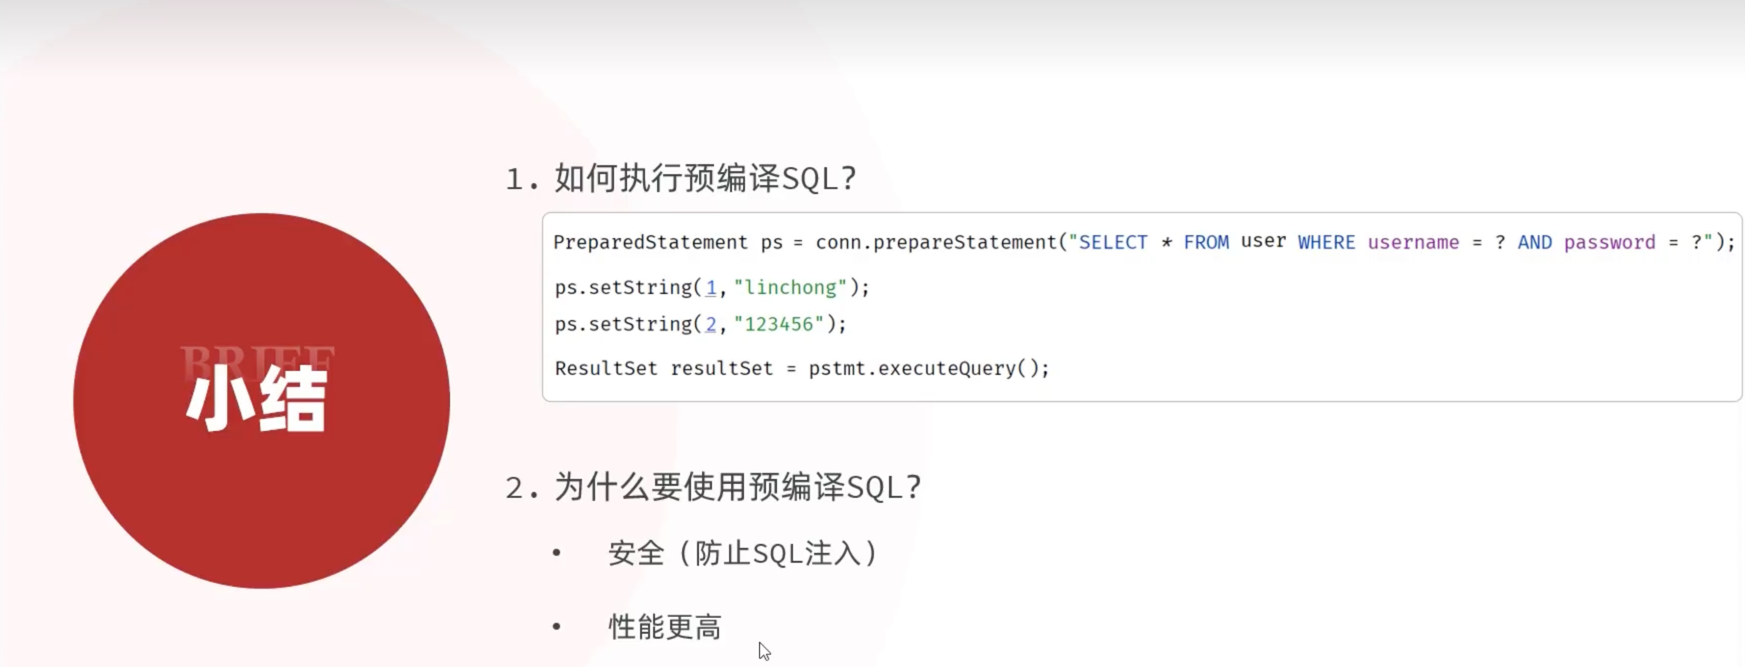 BRIEF
小结
1. 如何执行预编译SQL？
PreparedStatement ps = conn.prepareStatement("SELECT * FROM user WHERE username = ? AND password = ?");
ps.setString(1,"linchong");
ps.setString(2,"123456");
ResultSet resultSet = pstmt.executeQuery();
2. 为什么要使用预编译SQL？
• 安全（防止SQL注入）
• 性能更高